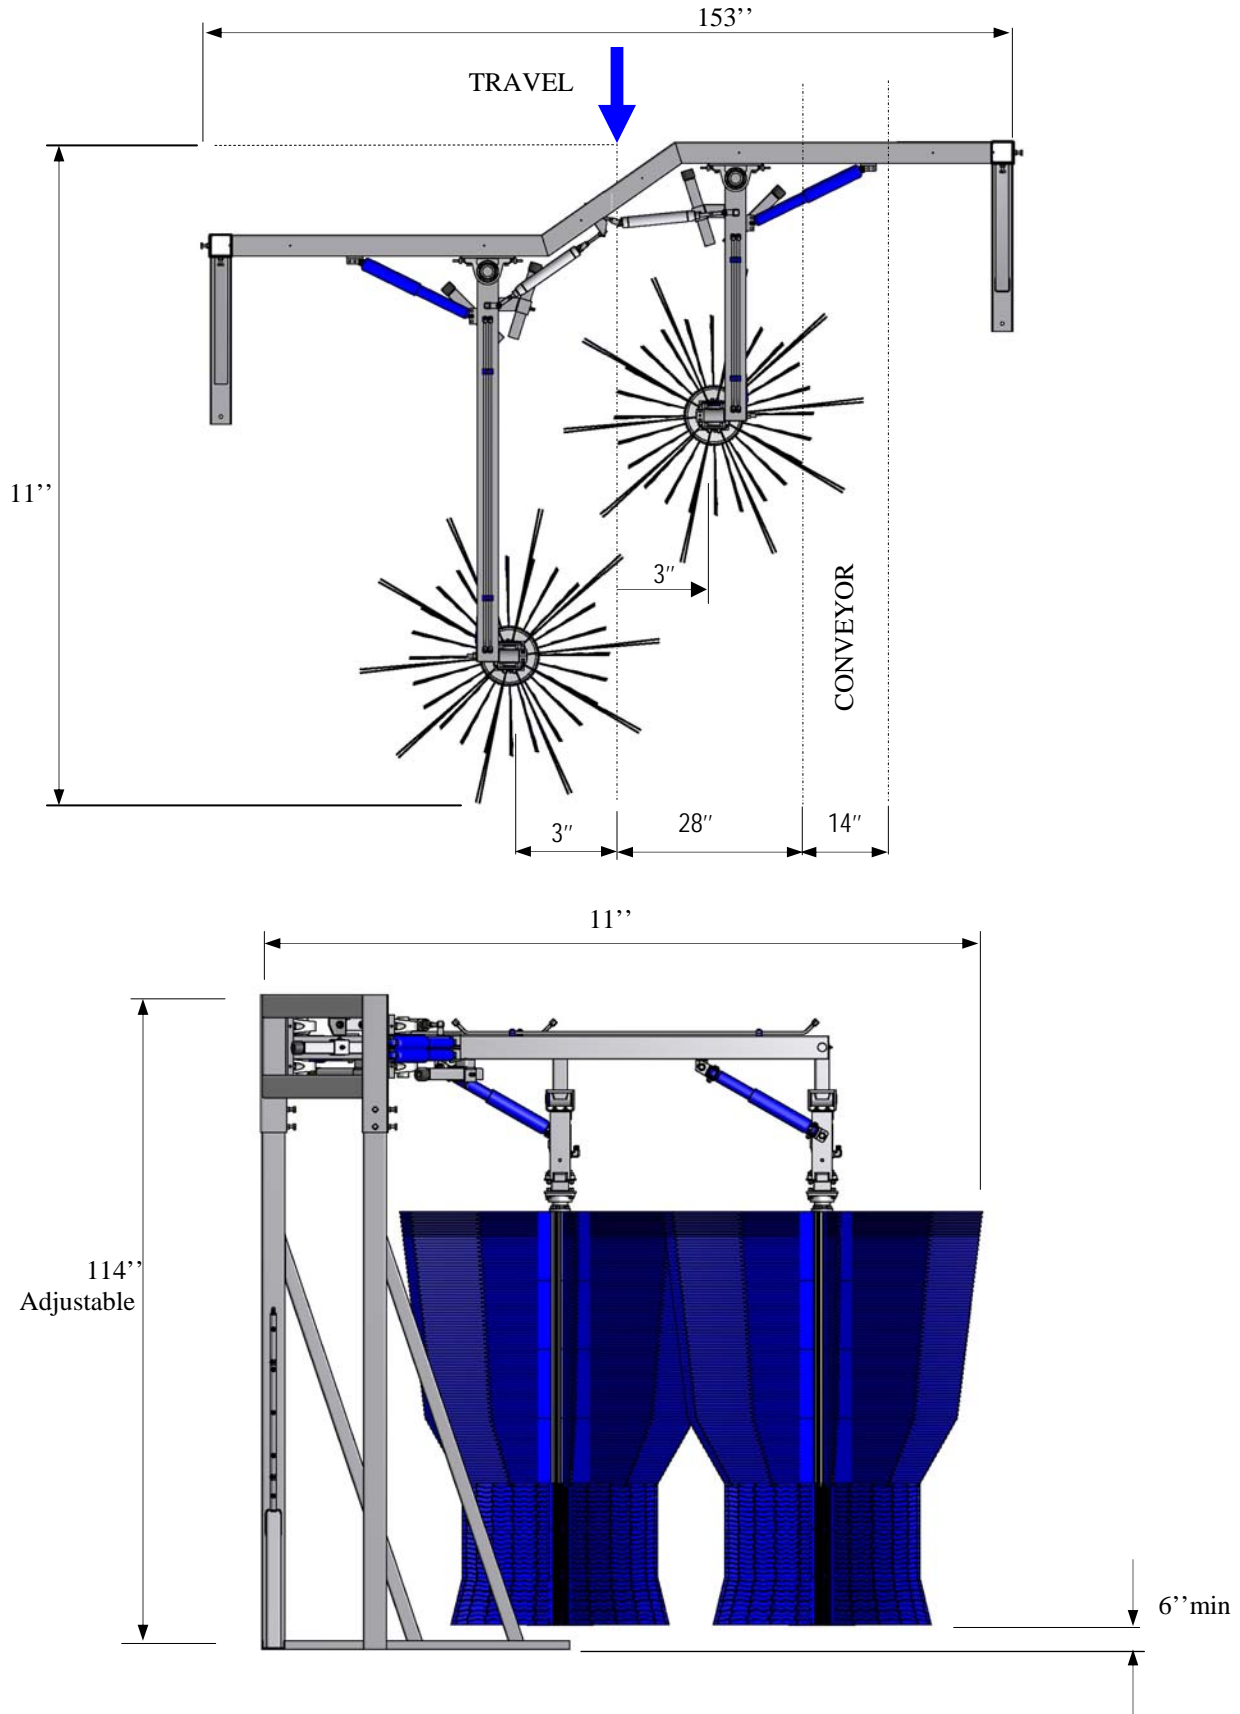 153’’
TRAVEL
11’’
3″
CONVEYOR
3″
28″
14″
11’’
114’’
Adjustable
6’’min